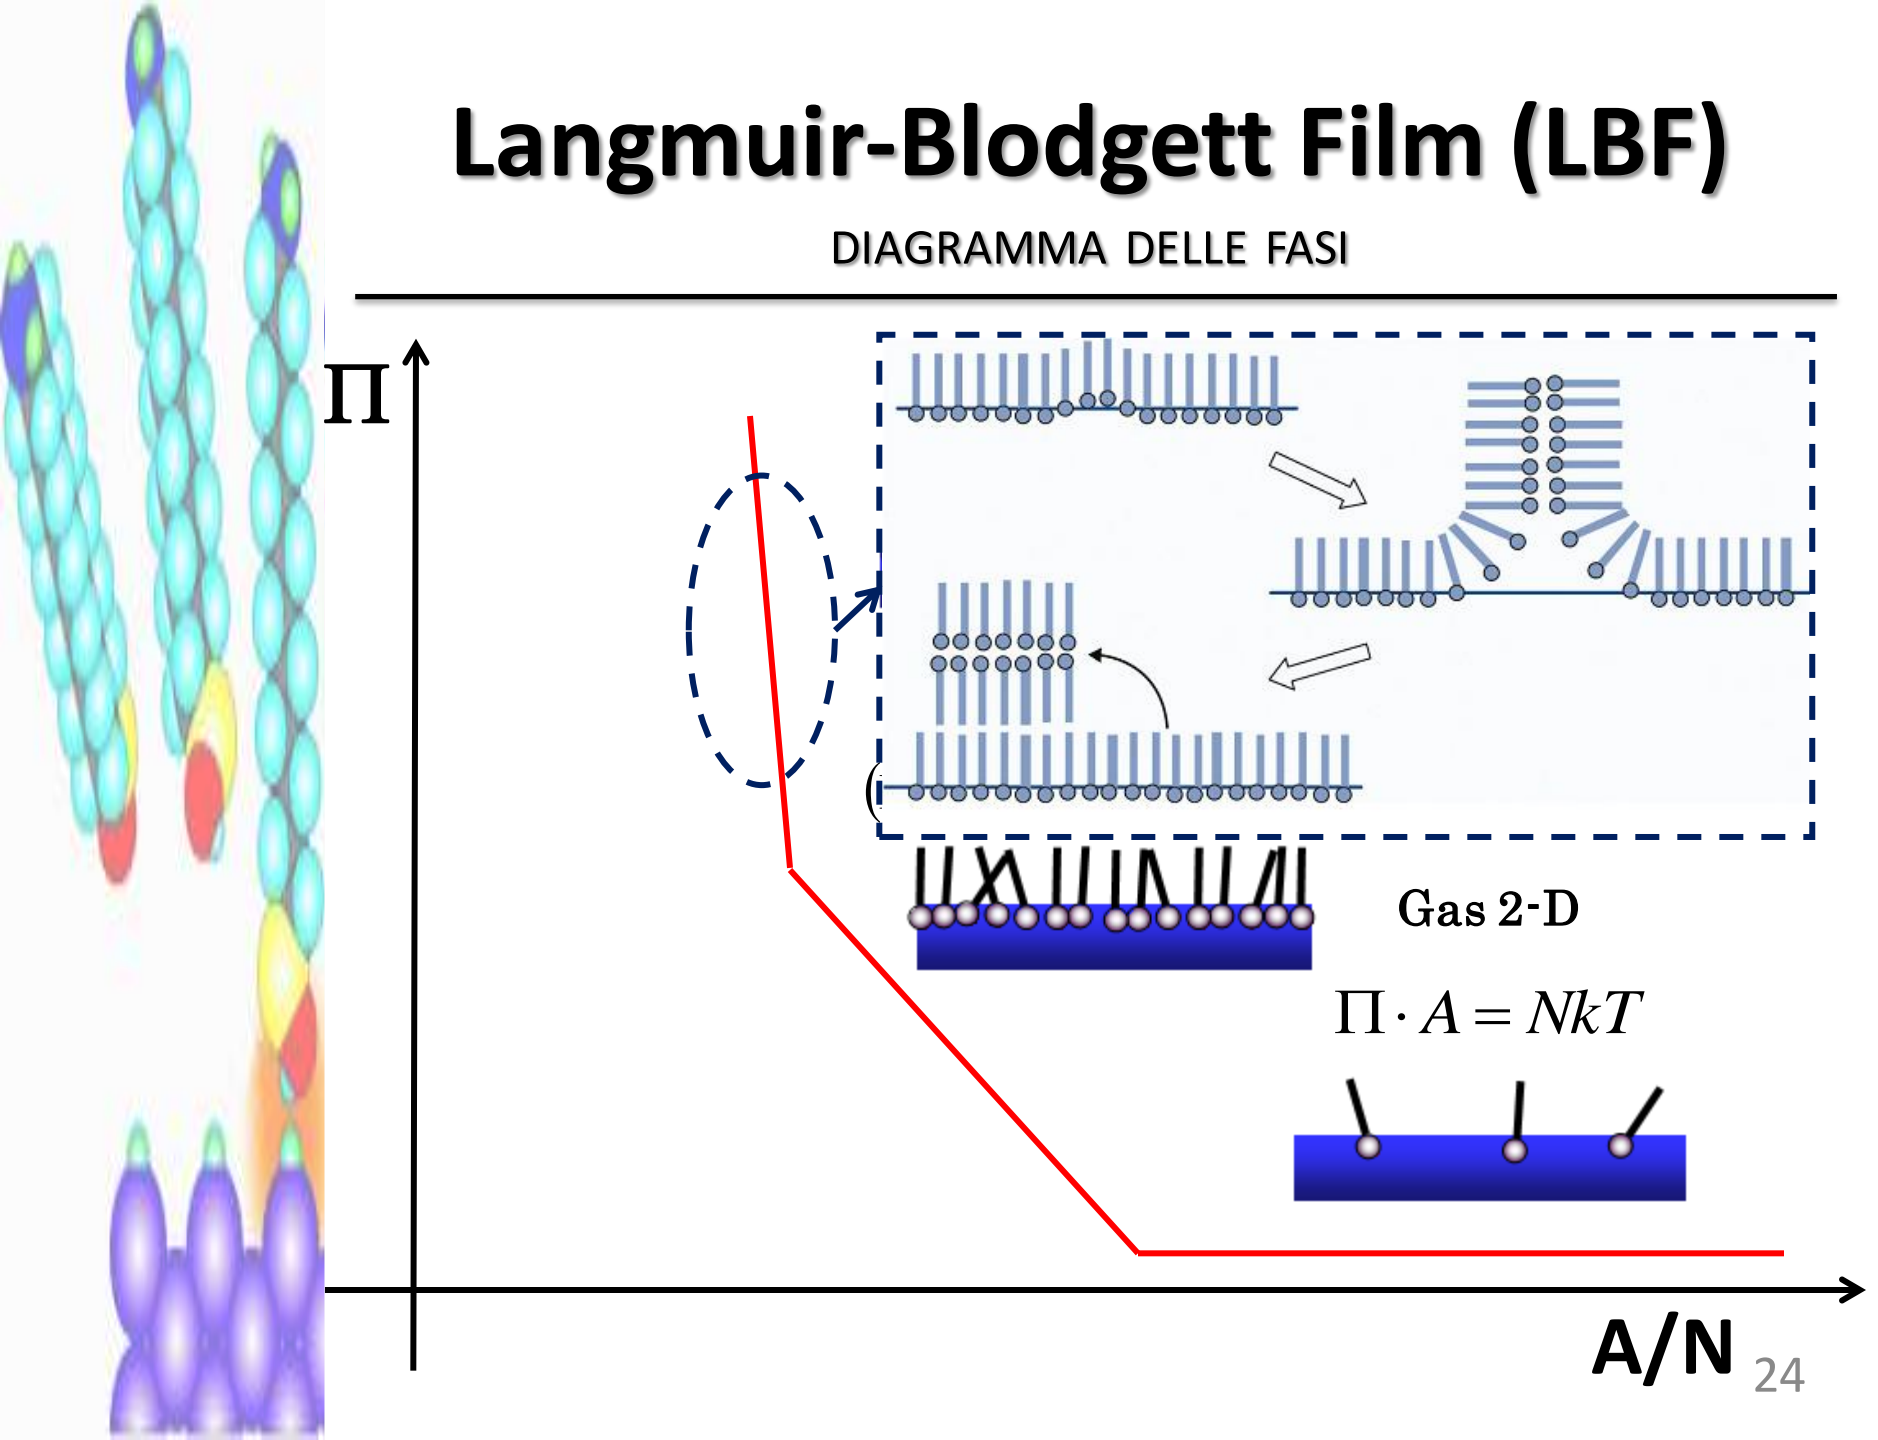 Langmuir-Blodgett Film (LBF)
DIAGRAMMA DELLE FASI
Π
(
Gas 2-D
Π · A = NkT
A/N
24